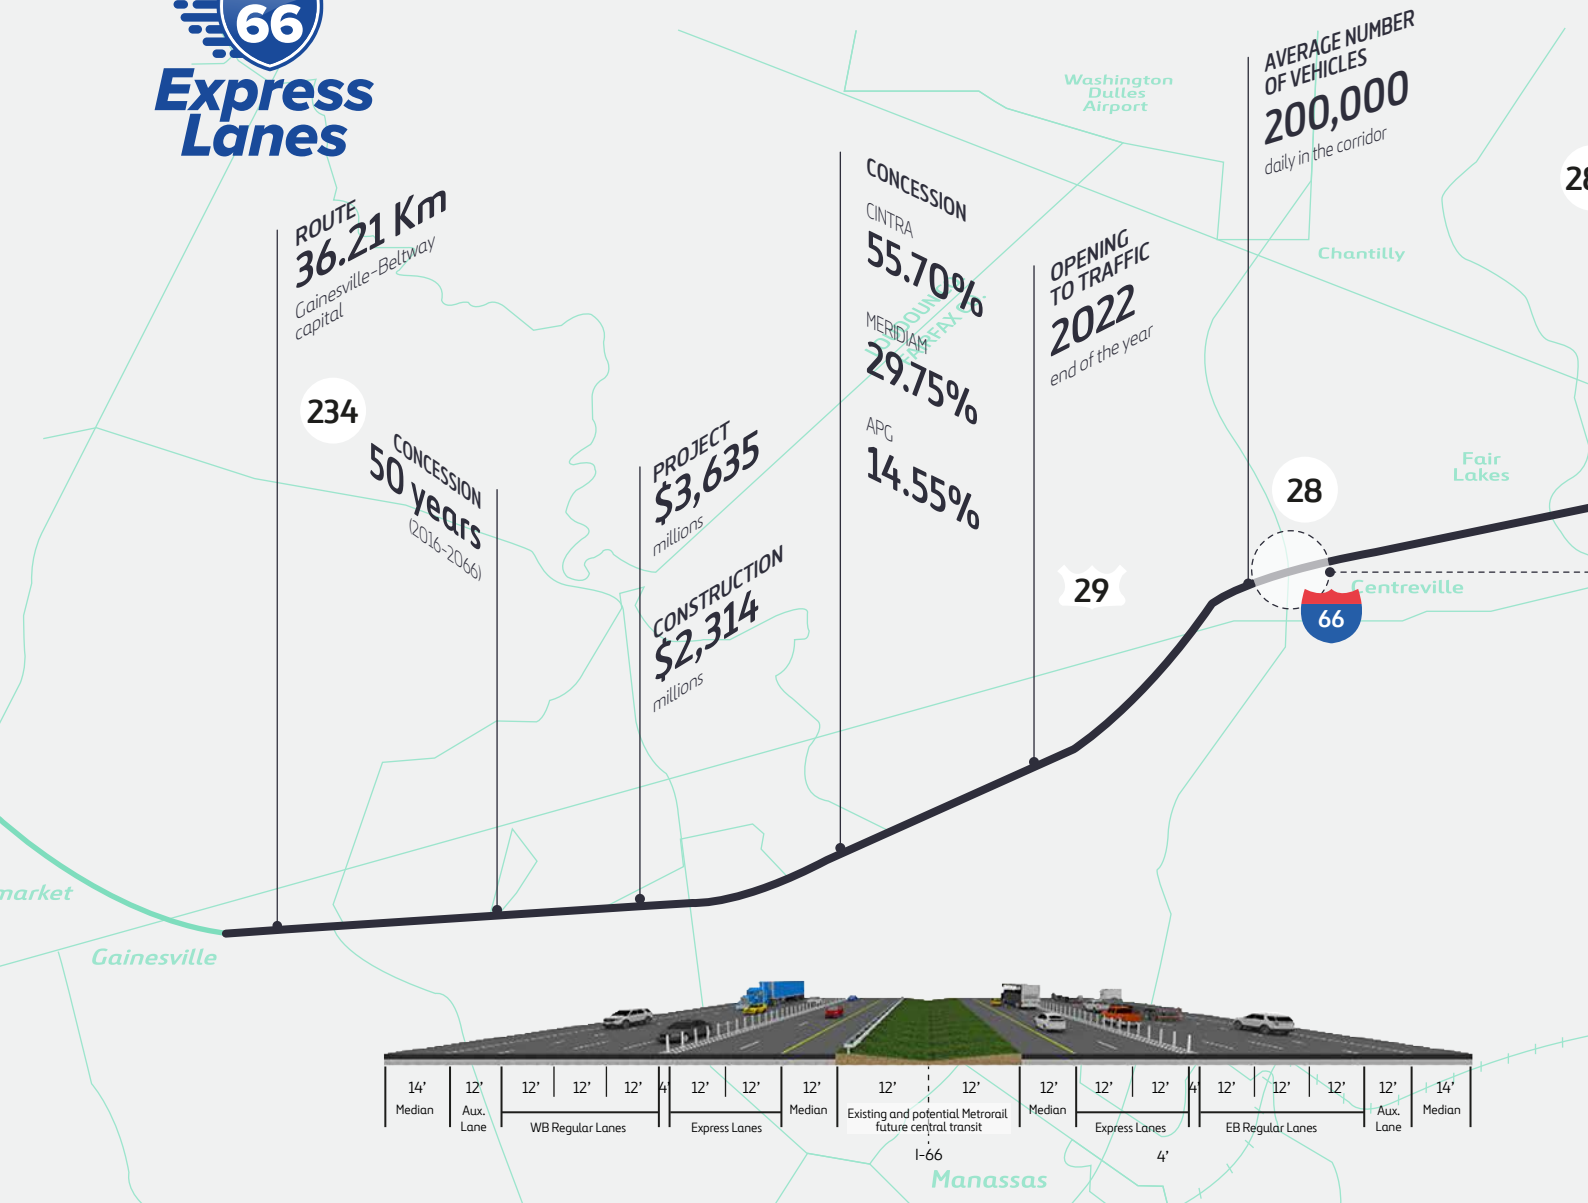 66
Express
Lanes
Washington
Dulles
Airport
AVERAGE NUMBER
OF VEHICLES
200,000
daily in the corridor
28
Chantilly
ROUTE
36.21 Km
Gainesville-Beltway
capital
234
CONCESSION
50 years
(2016-2066)
PROJECT
$3,635
millions
CONSTRUCTION
$2,314
millions
CONCESSION
CINTRA
55.70%
MERIDIAM
29.75%
APG
14.55%
FAIRFAX
OPENING
TO TRAFFIC
2022
end of the year
29
28
Fair
Lakes
Centreville
66
market
Gainesville
14’ 12’ 12’ 12’ 12’ 4’ 12’ 12’ 12’ 12’ 12’ 12’ 12’ 12’ 4’ 12’ 12’ 12’ 12’ 14’
Median Aux. Median Existing and potential Metrorail Median Aux. Median
Lane WB Regular Lanes Express Lanes future central transit Express Lanes EB Regular Lanes Lane
I-66 4’
Manassas